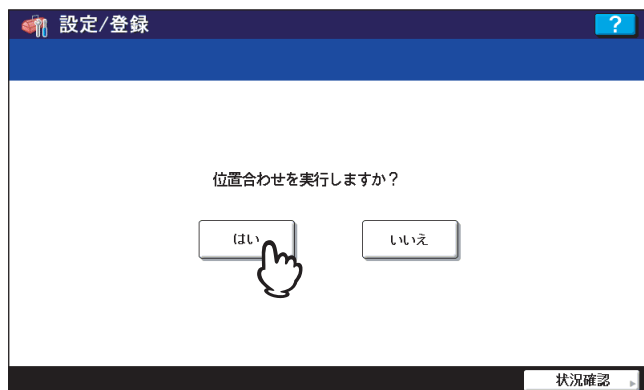 設定/登録
?
位置合わせを実行しますか？
はい
いいえ
状況確認